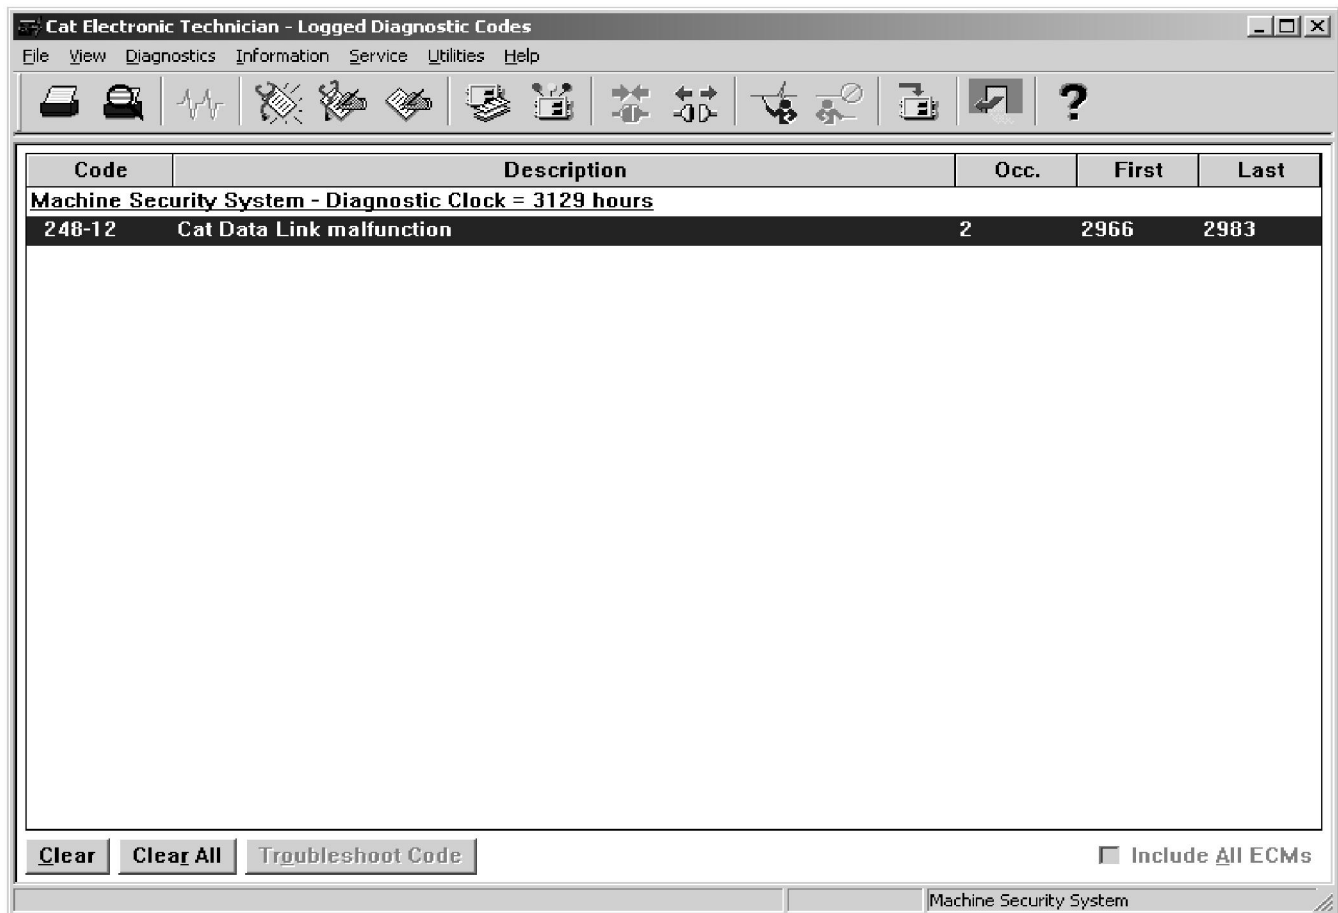 Cat Electronic Technician - Logged Diagnostic Codes
File View Diagnostics Information Service Utilities Help
?
Code Description Occ. First Last
Machine Security System - Diagnostic Clock = 3129 hours
248-12 Cat Data Link malfunction 2 2966 2983
Clear Clear All Troubleshoot Code Include All ECMs
Machine Security System